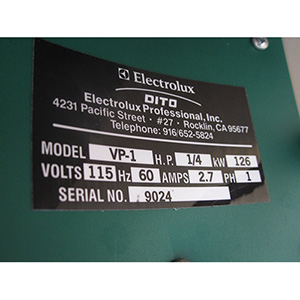 Electrolux
DITO
Electrolux Professional, Inc.
4231 Pacific Street · #27 · Rocklin, CA 95677
Telephone: 916/652-5824
MODEL VP-1 H.P. 1/4 KW 126
VOLTS 115 Hz 60 AMPS 2.7 PH 1
SERIAL NO. 9024